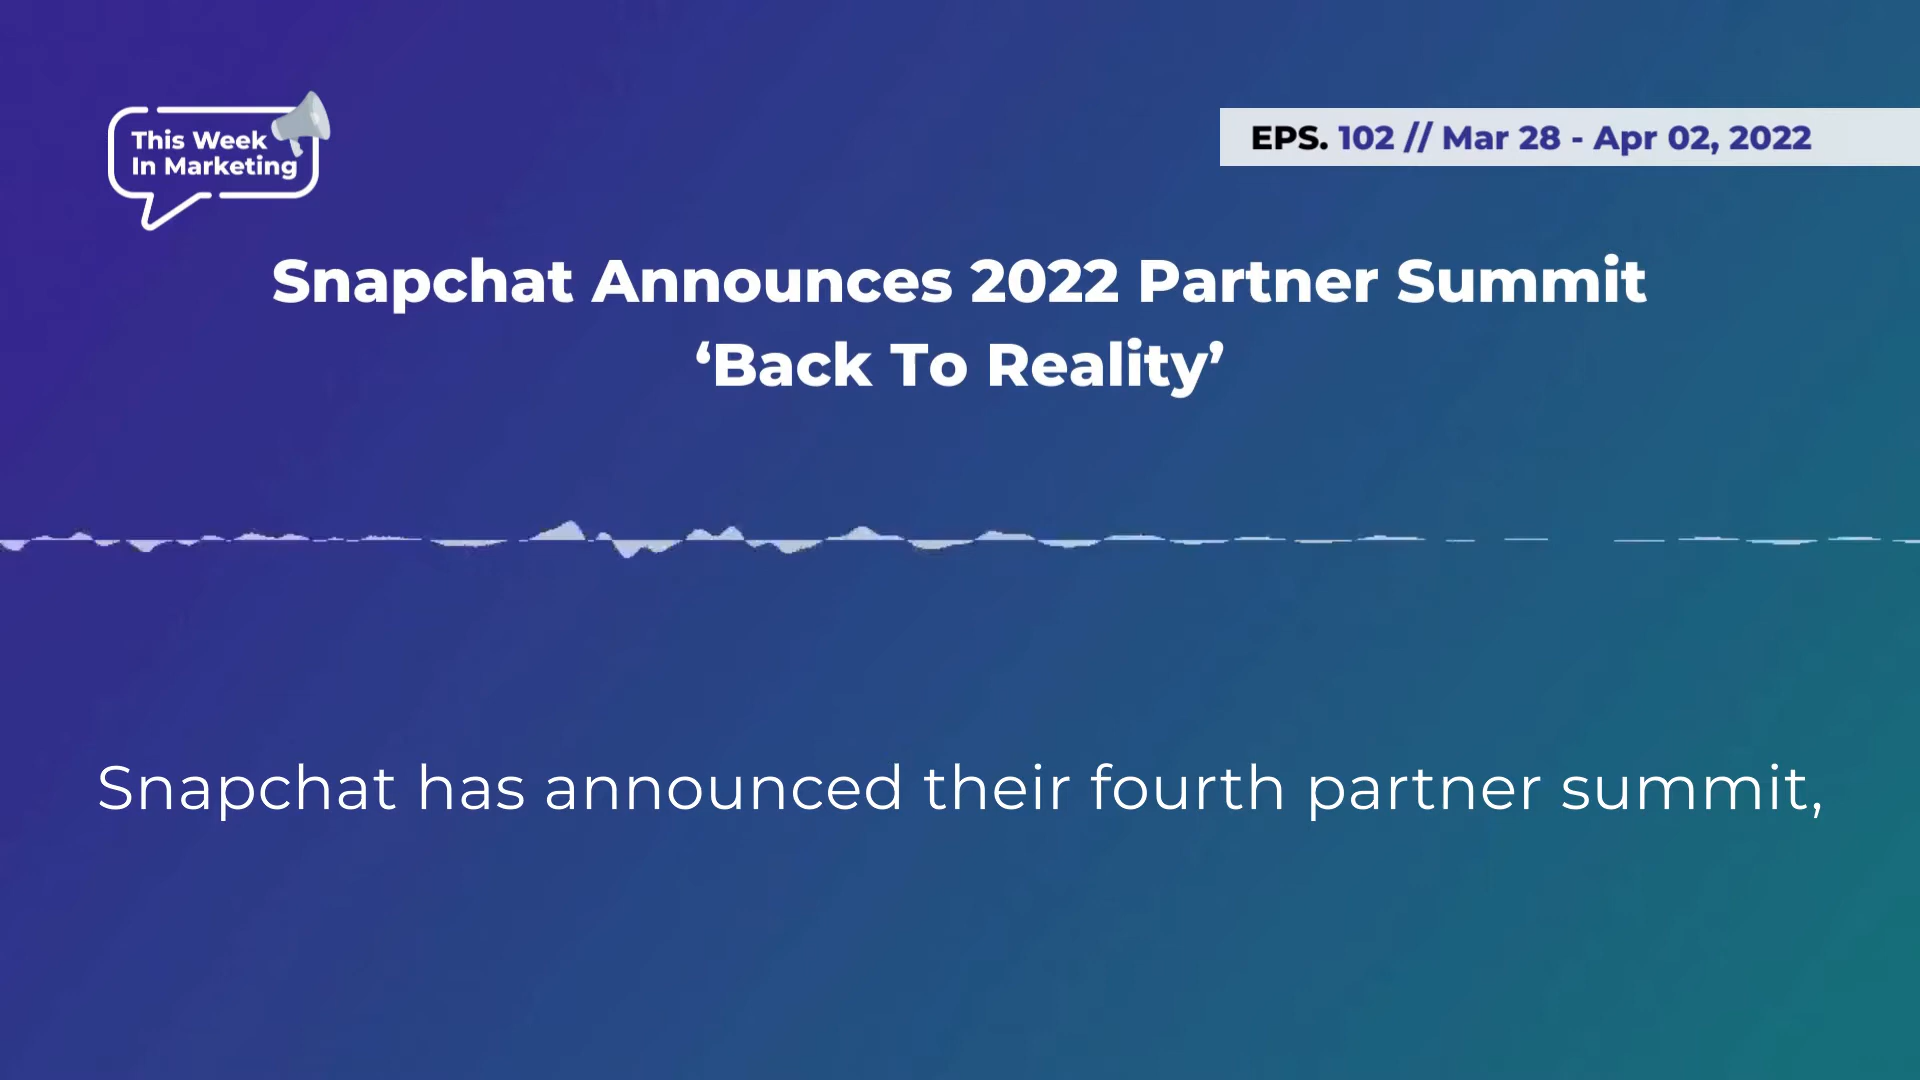 This Week
In Marketing
EPS. 102 // Mar 28 - Apr 02, 2022
Snapchat Announces 2022 Partner Summit
‘Back To Reality’
Snapchat has announced their fourth partner summit,